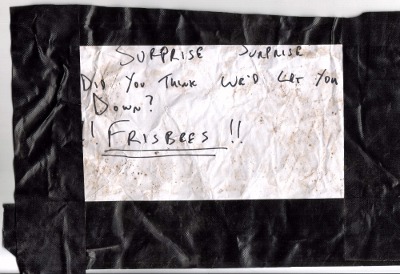 SURPRISE SURPRISE
DID YOU THINK WE'D LET YOU
DOWN?
! FRISBEES !!